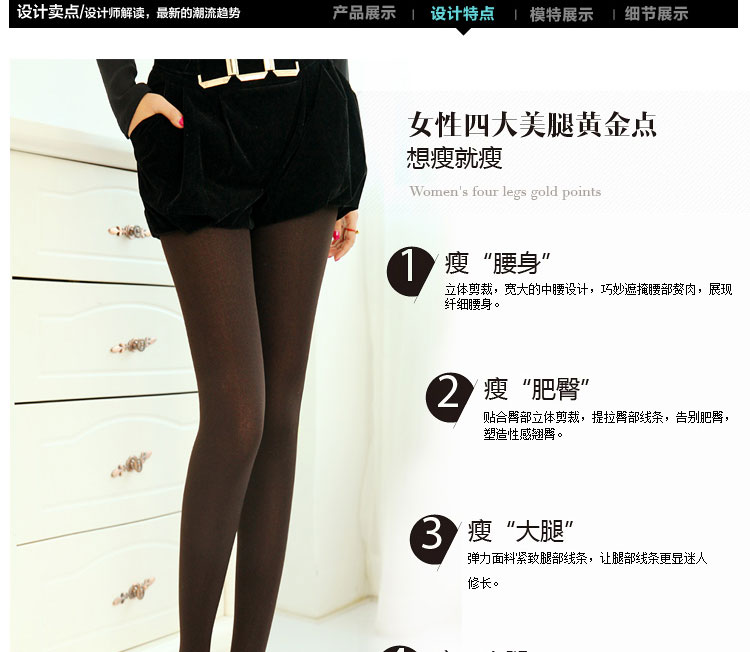 设计卖点/设计师解读，最新的潮流趋势
产品展示 | 设计特点 | 模特展示 | 细节展示
女性四大美腿黄金点
想瘦就瘦
Women's four legs gold points
1 瘦“腰身”
立体剪裁，宽大的中腰设计，巧妙遮掩腰部赘肉，展现
纤细腰身。
2 瘦“肥臀”
贴合臀部立体剪裁，提拉臀部线条，告别肥臀，
塑造性感翘臀。
3 瘦“大腿”
弹力面料紧致腿部线条，让腿部线条更显迷人
修长。